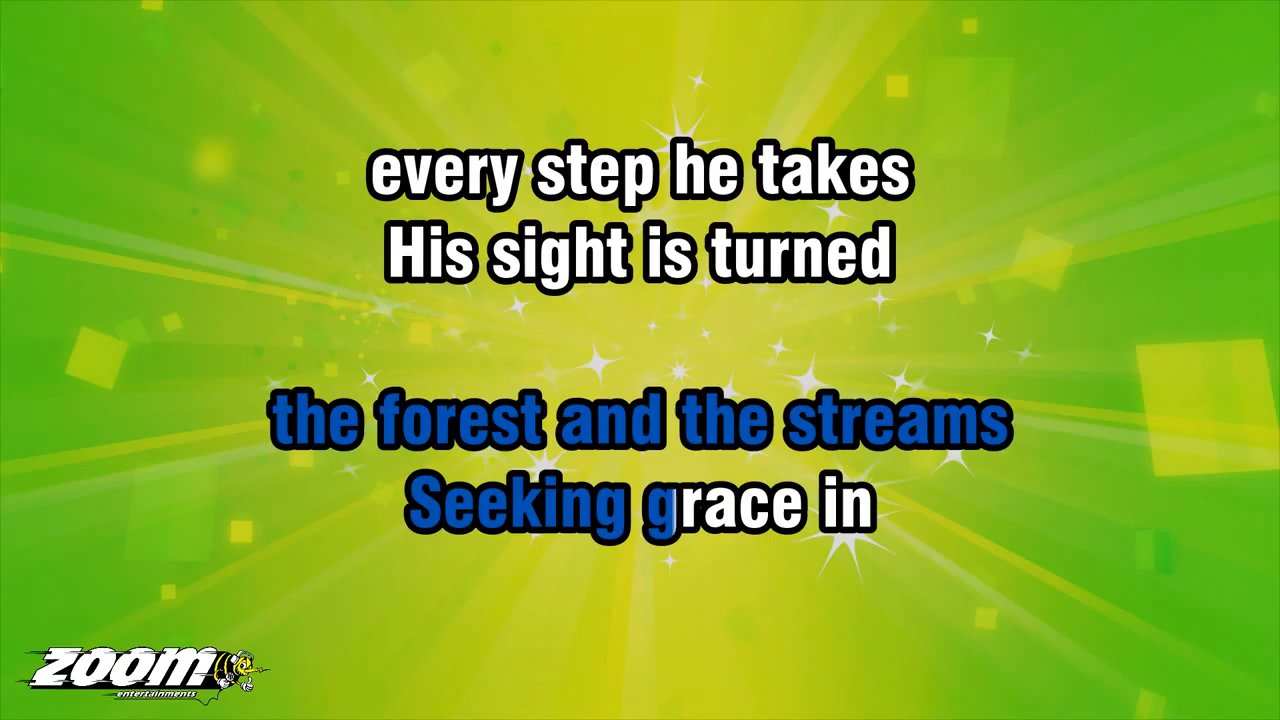 every step he takes
His sight is turned
the forest and the streams
Seeking grace in
zoom
entertainments